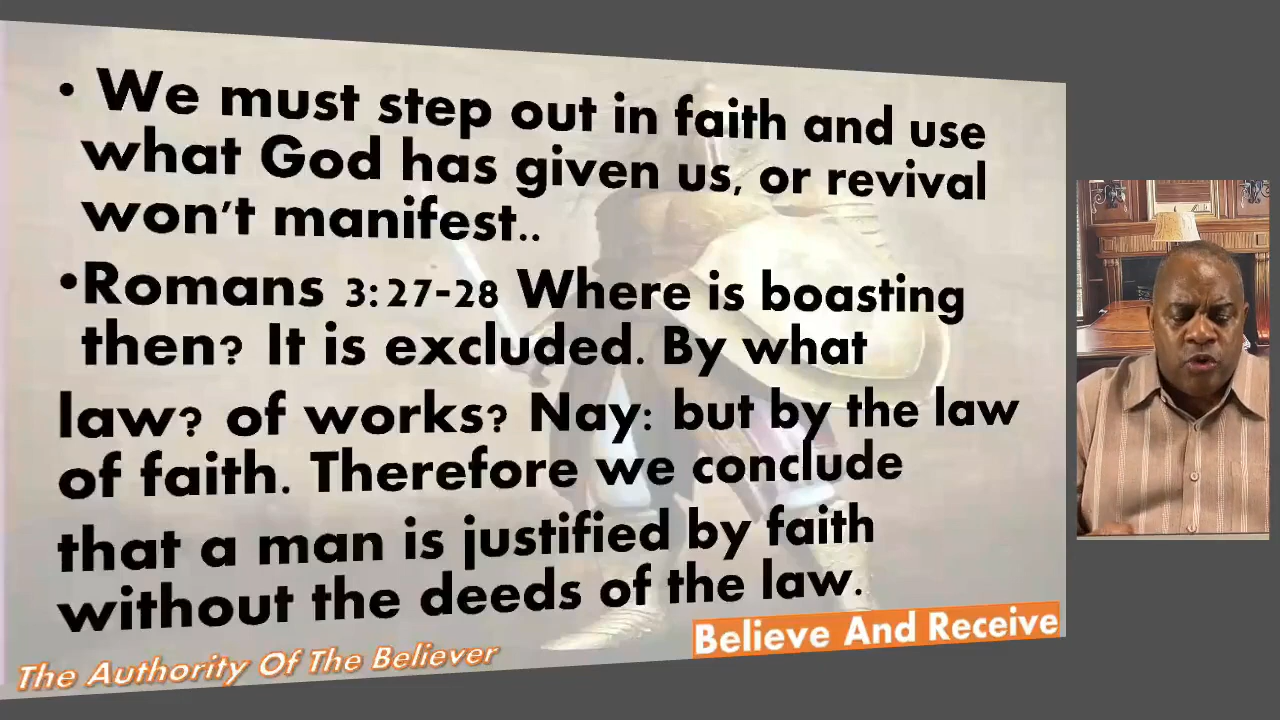 • We must step out in faith and use
what God has given us, or revival
won't manifest..
•Romans 3:27-28 Where is boasting
then? It is excluded. By what
law? of works? Nay: but by the law
of faith. Therefore we conclude
that a man is justified by faith
without the deeds of the law.
Believe And Receive
The Authority Of The Believer